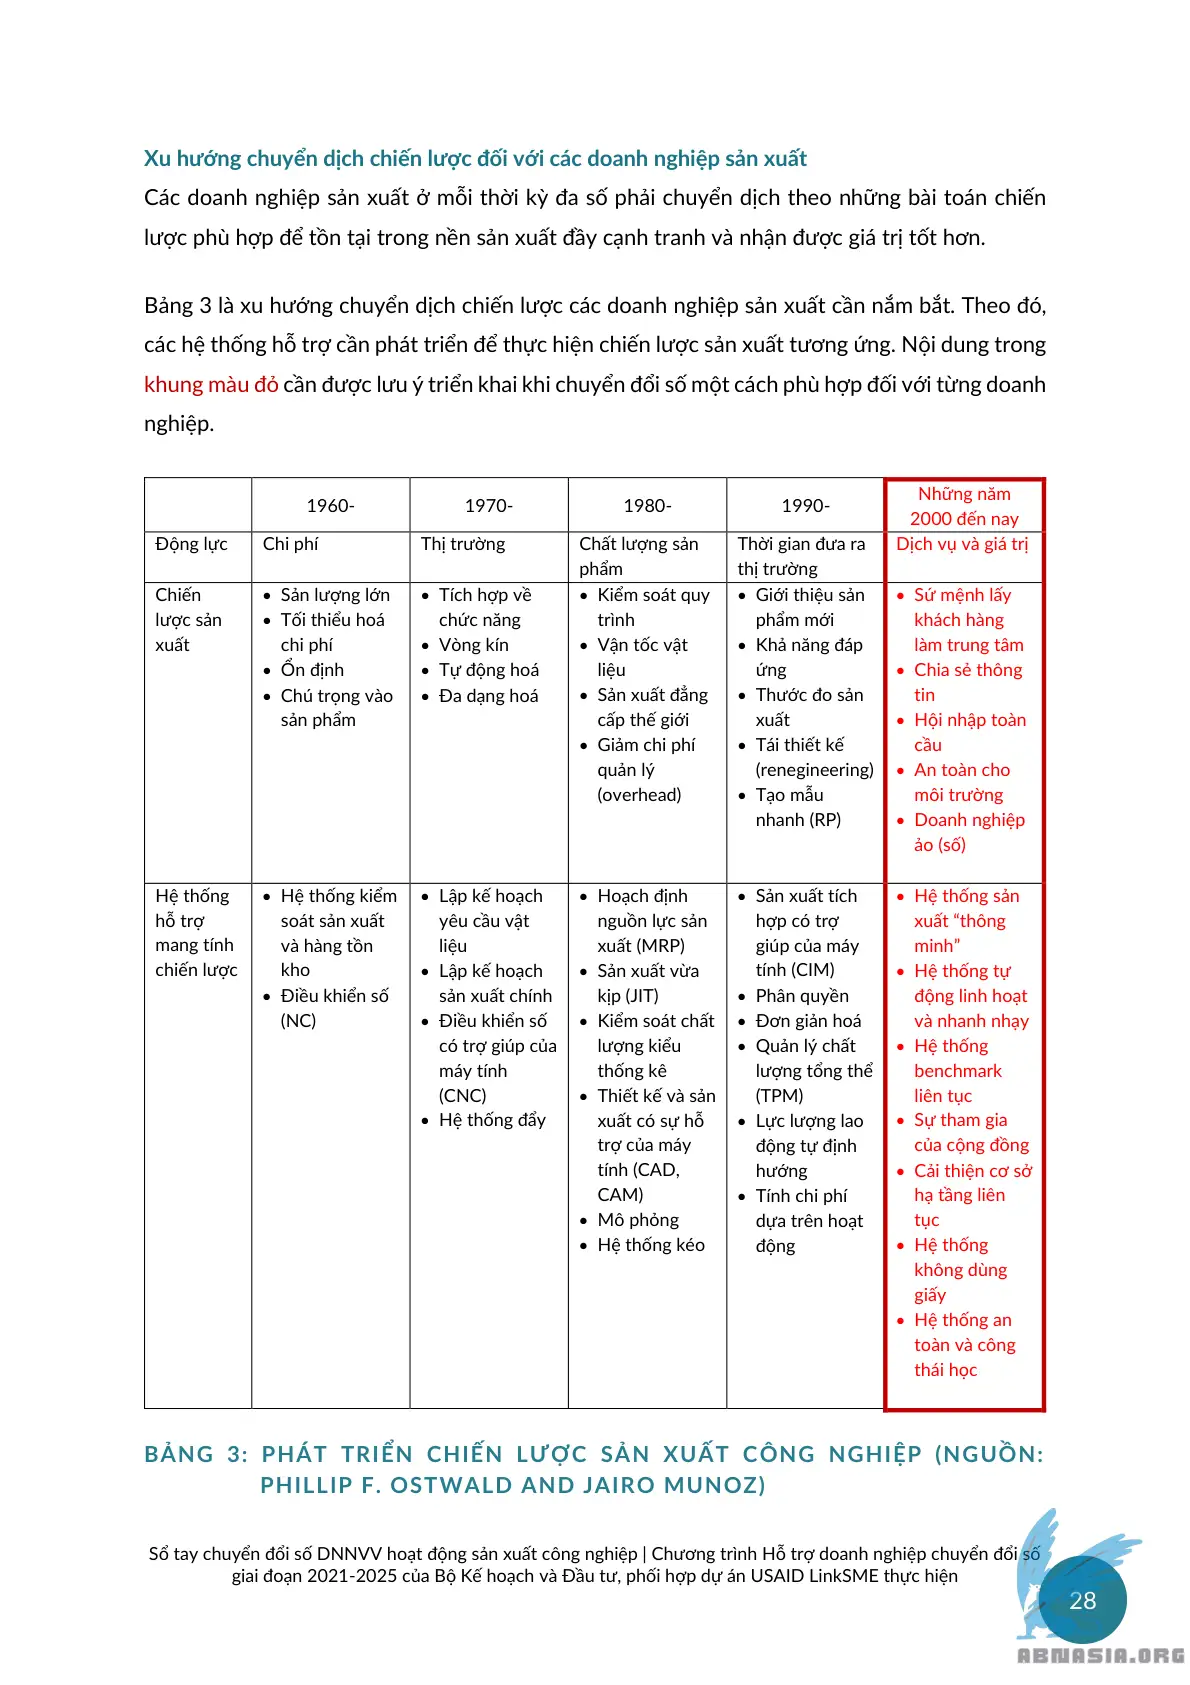 Xu hướng chuyển dịch chiến lược đối với các doanh nghiệp sản xuất
Các doanh nghiệp sản xuất ở mỗi thời kỳ đa số phải chuyển dịch theo những bài toán chiến
lược phù hợp để tồn tại trong nền sản xuất đầy cạnh tranh và nhận được giá trị tốt hơn.
Bảng 3 là xu hướng chuyển dịch chiến lược các doanh nghiệp sản xuất cần nắm bắt. Theo đó,
các hệ thống hỗ trợ cần phát triển để thực hiện chiến lược sản xuất tương ứng. Nội dung trong
khung màu đỏ cần được lưu ý triển khai khi chuyển đổi số một cách phù hợp đối với từng doanh
nghiệp.
1960-
1970-
1980-
1990-
Những năm
2000 đến nay
Động lực
Chi phí
Thị trường
Chất lượng sản
phẩm
Thời gian đưa ra
thị trường
Dịch vụ và giá trị
Chiến
lược sản
xuất
• Sản lượng lớn
• Tối thiểu hoá
chi phí
• Ổn định
• Chú trọng vào
sản phẩm
• Tích hợp về
chức năng
• Vòng kín
• Tự động hoá
• Đa dạng hoá
• Kiểm soát quy
trình
• Vận tốc vật
liệu
• Sản xuất đẳng
cấp thế giới
• Giảm chi phí
quản lý
(overhead)
• Giới thiệu sản
phẩm mới
• Khả năng đáp
ứng
• Thước đo sản
xuất
• Tái thiết kế
(renegineering)
• Tạo mẫu
nhanh (RP)
• Sứ mệnh lấy
khách hàng
làm trung tâm
• Chia sẻ thông
tin
• Hội nhập toàn
cầu
• An toàn cho
môi trường
• Doanh nghiệp
ảo (số)
Hệ thống
hỗ trợ
mang tính
chiến lược
• Hệ thống kiểm
soát sản xuất
và hàng tồn
kho
• Điều khiển số
(NC)
• Lập kế hoạch
yêu cầu vật
liệu
• Lập kế hoạch
sản xuất chính
• Điều khiển số
có trợ giúp của
máy tính
(CNC)
• Hệ thống đẩy
• Hoạch định
nguồn lực sản
xuất (MRP)
• Sản xuất vừa
kịp (JIT)
• Kiểm soát chất
lượng kiểu
thống kê
• Thiết kế và sản
xuất có sự hỗ
trợ của máy
tính (CAD,
CAM)
• Mô phỏng
• Hệ thống kéo
• Sản xuất tích
hợp có trợ
giúp của máy
tính (CIM)
• Phân quyền
• Đơn giản hoá
• Quản lý chất
lượng tổng thể
(TPM)
• Lực lượng lao
động tự định
hướng
• Tính chi phí
dựa trên hoạt
động
• Hệ thống sản
xuất “thông
minh”
• Hệ thống tự
động linh hoạt
và nhanh nhạy
• Hệ thống
benchmark
liên tục
• Sự tham gia
của cộng đồng
• Cải thiện cơ sở
hạ tầng liên
tục
• Hệ thống
không dùng
giấy
• Hệ thống an
toàn và công
thái học
BẢNG 3: PHÁT TRIỂN CHIẾN LƯỢC SẢN XUẤT CÔNG NGHIỆP (NGUỒN:
PHILLIP F. OSTWALD AND JAIRO MUNOZ)
Sổ tay chuyển đổi số DNNVV hoạt động sản xuất công nghiệp | Chương trình Hỗ trợ doanh nghiệp chuyển đổi số
giai đoạn 2021-2025 của Bộ Kế hoạch và Đầu tư, phối hợp dự án USAID LinkSME thực hiện
28
ABNASIA.ORG